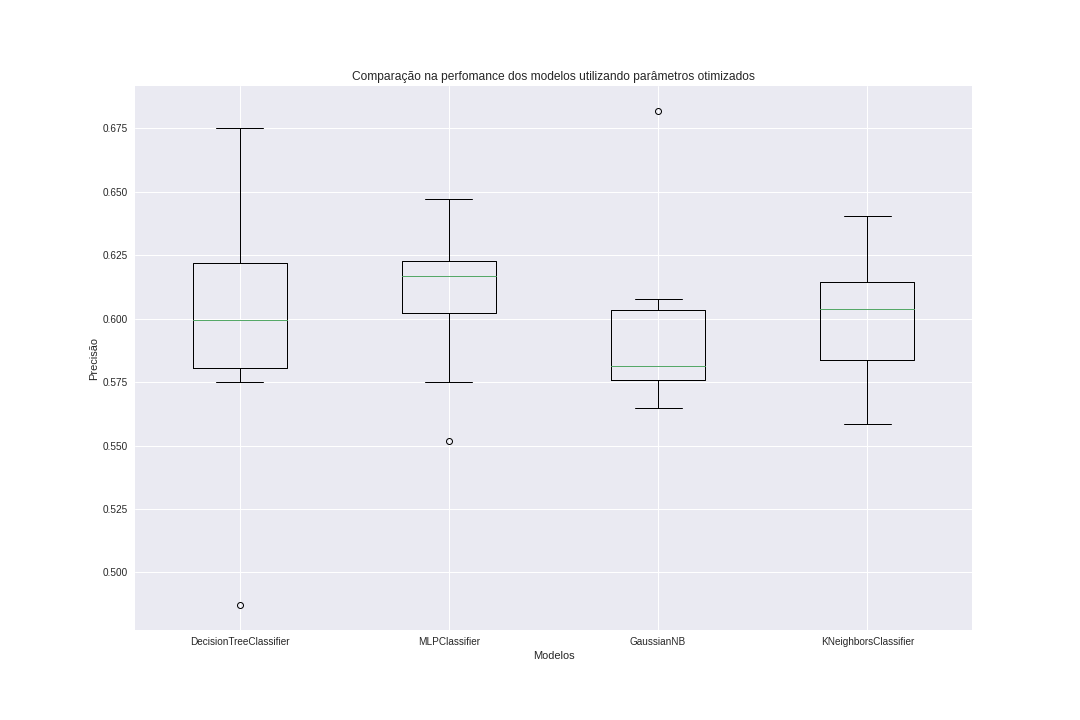 Comparação na perfomance dos modelos utilizando parâmetros otimizados
0.675
0.650
0.625
0.600
0.575
0.550
0.525
0.500
Precisão
DecisionTreeClassifier
MLPClassifier
GaussianNB
KNeighborsClassifier
Modelos